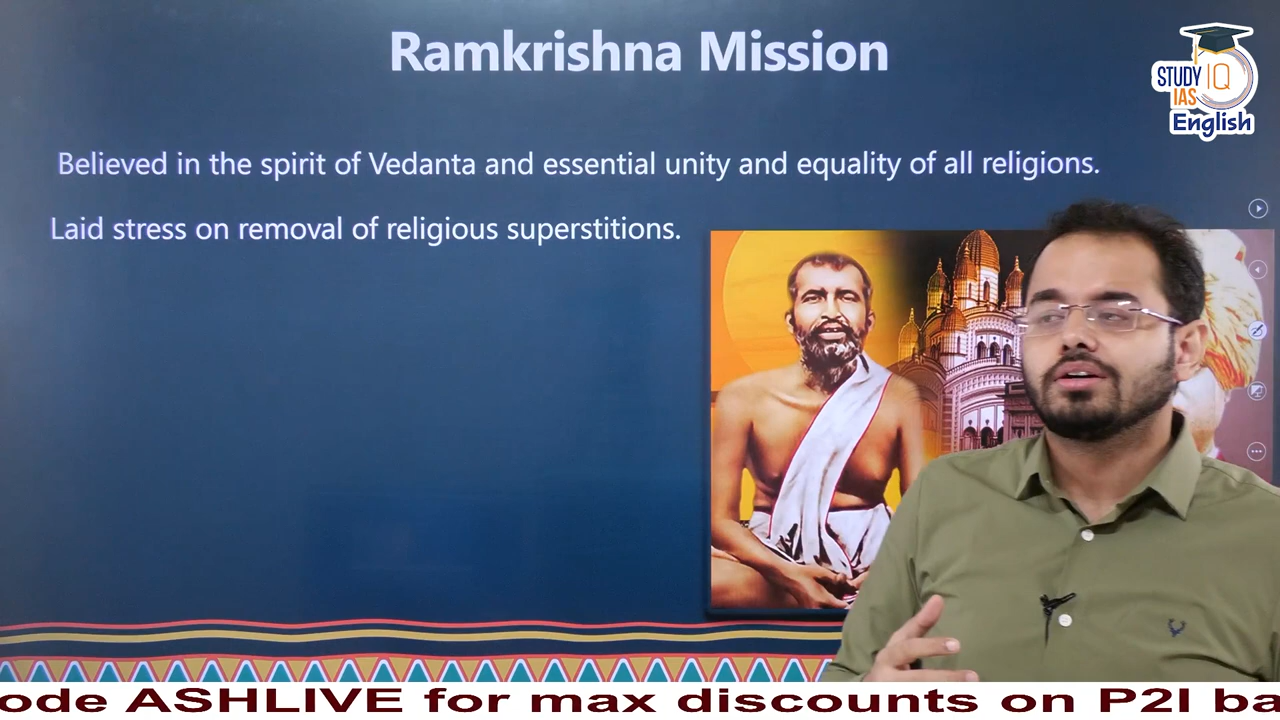 Ramkrishna Mission
STUDY IQ
IAS
English
Believed in the spirit of Vedanta and essential unity and equality of all religions.
Laid stress on removal of religious superstitions.
ode ASHLIVE for max discounts on P2I ba